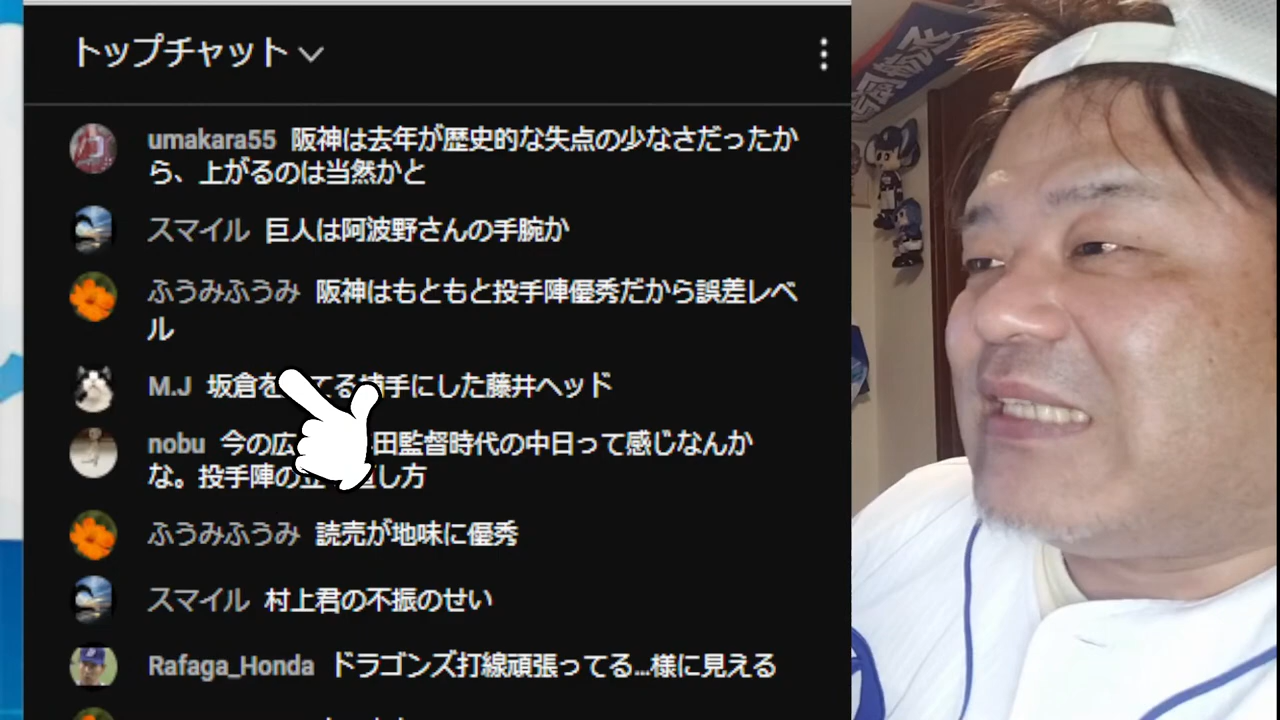 トップチャット
umakara55 阪神は去年が歴史的な失点の少なさだったか
ら、上がるのは当然かと
スマイル 巨人は阿波野さんの手腕か
ふうみふうみ 阪神はもともと投手陣優秀だから誤差レベ
ル
M.J 坂倉を てる捕手にした藤井ヘッド
nobu 今の広 田監督時代の中日って感じなんか
な。投手陣の立て直し方
ふうみふうみ 読売が地味に優秀
スマイル 村上君の不振のせい
Rafaga_Honda ドラゴンズ打線頑張ってる...様に見える